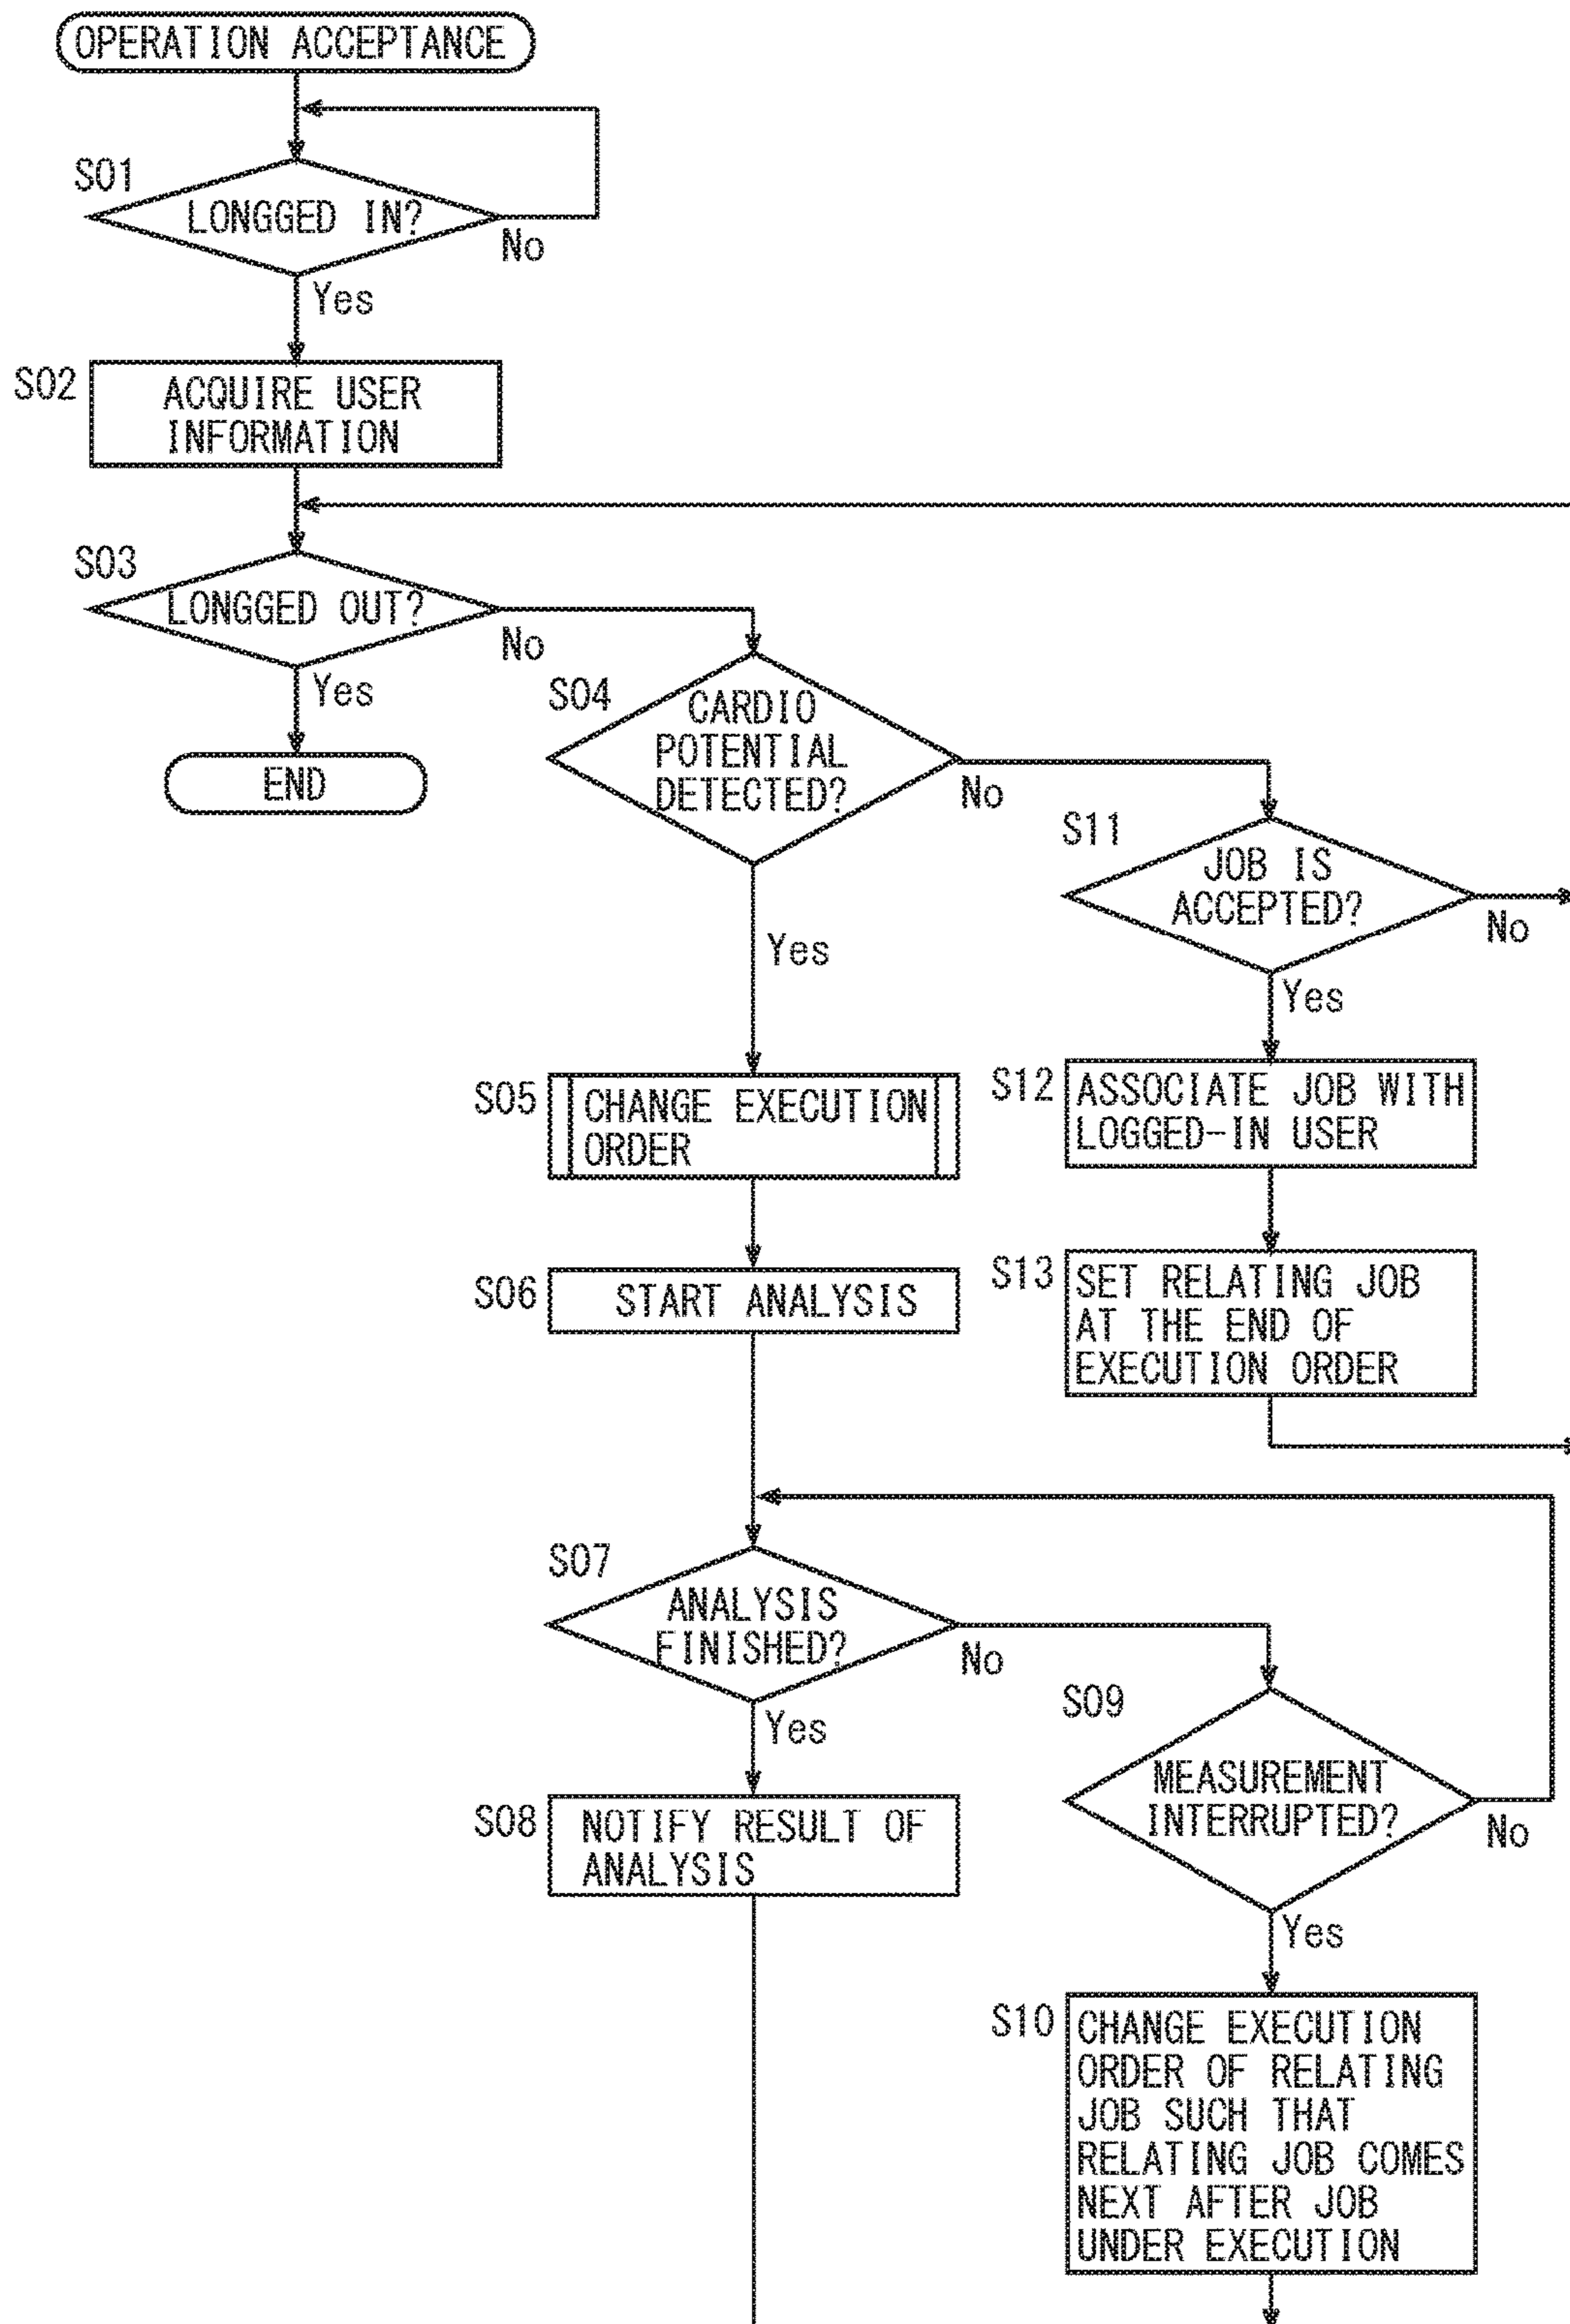 OPERATION ACCEPTANCE
S01
LONGGED IN?
No
Yes
S02
ACQUIRE USER
INFORMATION
S03
LONGGED OUT?
No
Yes
END
S04
CARDIO
POTENTIAL
DETECTED?
No
Yes
S11
JOB IS
ACCEPTED?
No
Yes
S05
CHANGE EXECUTION
ORDER
S12
ASSOCIATE JOB WITH
LOGGED-IN USER
S06
START ANALYSIS
S13
SET RELATING JOB
AT THE END OF
EXECUTION ORDER
S07
ANALYSIS
FINISHED?
No
Yes
S09
MEASUREMENT
INTERRUPTED?
No
Yes
S08
NOTIFY RESULT OF
ANALYSIS
S10
CHANGE EXECUTION
ORDER OF RELATING
JOB SUCH THAT
RELATING JOB COMES
NEXT AFTER JOB
UNDER EXECUTION